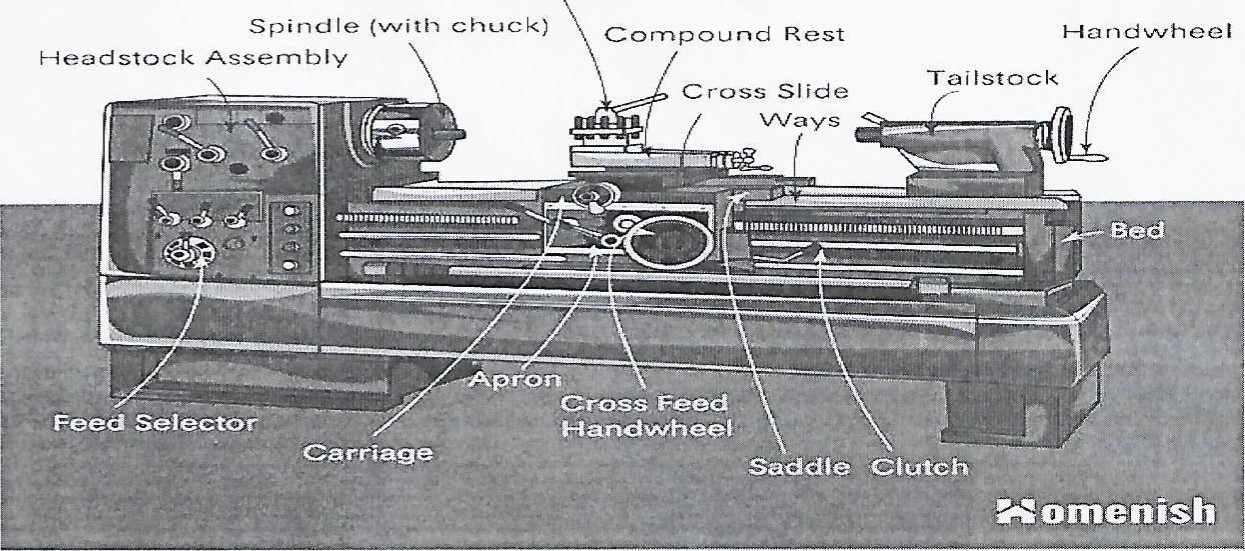 Spindle (with chuck)
Compound Rest
Handwheel
Headstock Assembly
Tailstock
Cross Slide
Ways
Bed
Apron
Cross Feed
Handwheel
Feed Selector
Carriage
Saddle
Clutch
Homenish